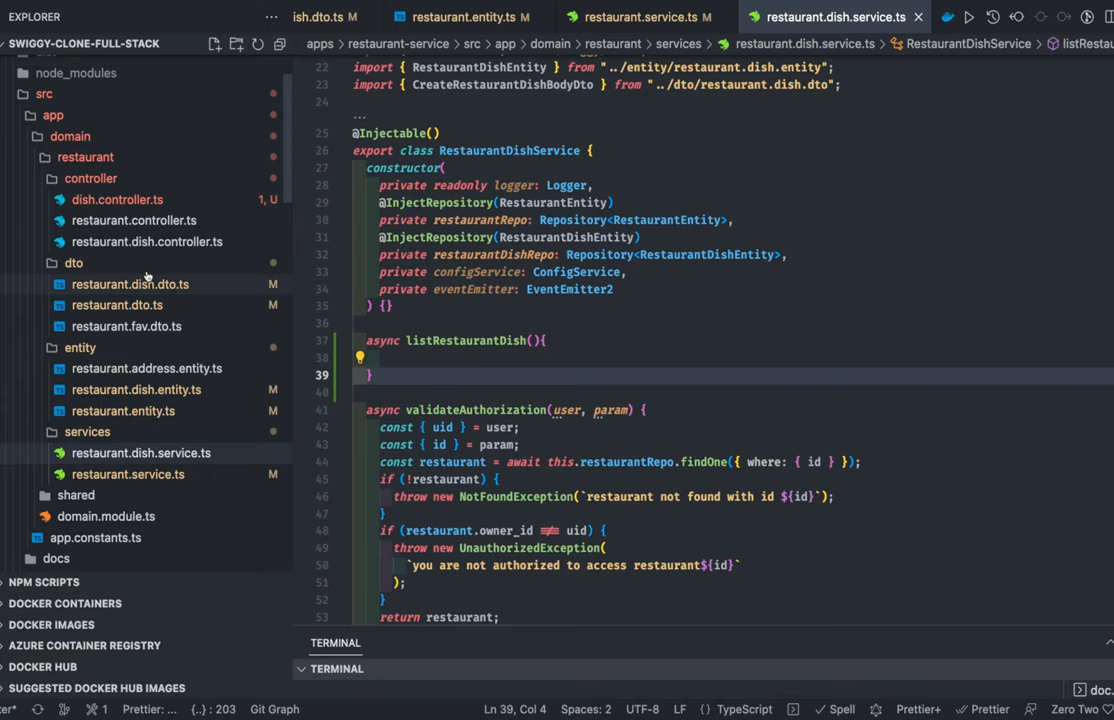 EXPLORER
SWIGGY-CLONE-FULL-STACK
node_modules
src
app
domain
restaurant
controller
dish.controller.ts 1, U
restaurant.controller.ts
restaurant.dish.controller.ts
dto
restaurant.dish.dto.ts M
restaurant.dto.ts M
restaurant.fav.dto.ts
entity
restaurant.address.entity.ts
restaurant.dish.entity.ts M
restaurant.entity.ts M
services
restaurant.dish.service.ts
restaurant.service.ts M
shared
domain.module.ts
app.constants.ts
docs
NPM SCRIPTS
DOCKER CONTAINERS
DOCKER IMAGES
AZURE CONTAINER REGISTRY
DOCKER HUB
SUGGESTED DOCKER HUB IMAGES
ish.dto.ts M restaurant.entity.ts M restaurant.service.ts M restaurant.dish.service.ts
apps > restaurant-service > src > app > domain > restaurant > services > restaurant.dish.service.ts > RestaurantDishService > listResta
22 import { RestaurantDishEntity } from "../entity/restaurant.dish.entity";
23 import { CreateRestaurantDishBodyDto } from "../dto/restaurant.dish.dto";
24
...
25 @Injectable()
26 export class RestaurantDishService {
27 constructor(
28 private readonly logger: Logger,
29 @InjectRepository(RestaurantEntity)
30 private restaurantRepo: Repository<RestaurantEntity>,
31 @InjectRepository(RestaurantDishEntity)
32 private restaurantDishRepo: Repository<RestaurantDishEntity>,
33 private configService: ConfigService,
34 private eventEmitter: EventEmitter2
35 ) {}
36
37 async listRestaurantDish(){
38
39 }
40
41 async validateAuthorization(user, param) {
42 const { uid } = user;
43 const { id } = param;
44 const restaurant = await this.restaurantRepo.findOne({ where: { id } });
45 if (!restaurant) {
46 throw new NotFoundException(`restaurant not found with id ${id}`);
47 }
48 if (restaurant.owner_id !== uid) {
49 throw new UnauthorizedException(
50 `you are not authorized to access restaurant${id}`
51 );
52 }
53 return restaurant;
TERMINAL
TERMINAL
doc.
ter* 1 Prettier: ... {..} : 203 Git Graph Ln 39, Col 4 Spaces: 2 UTF-8 LF {} TypeScript Spell Prettier+ Prettier Zero Two